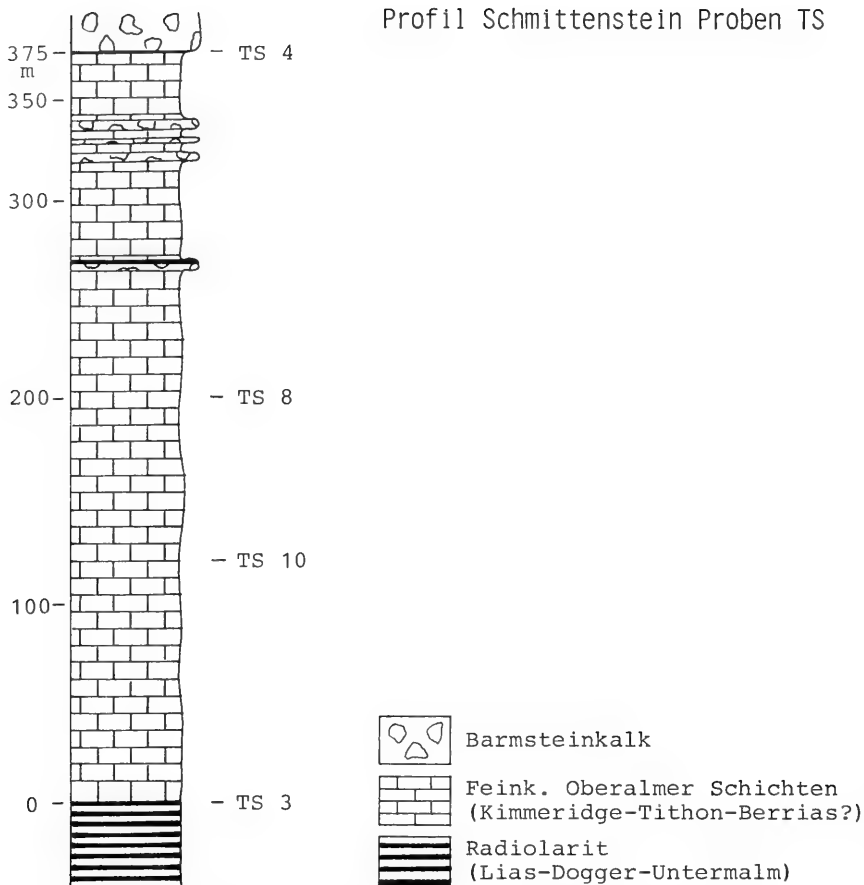 Profil Schmittenstein Proben TS
375
m
TS 4
350
300
200
TS 8
TS 10
100
0
TS 3
Barmsteinkalk
Feink. Oberalmer Schichten
(Kimmeridge-Tithon-Berrias?)
Radiolarit
(Lias-Dogger-Untermalm)